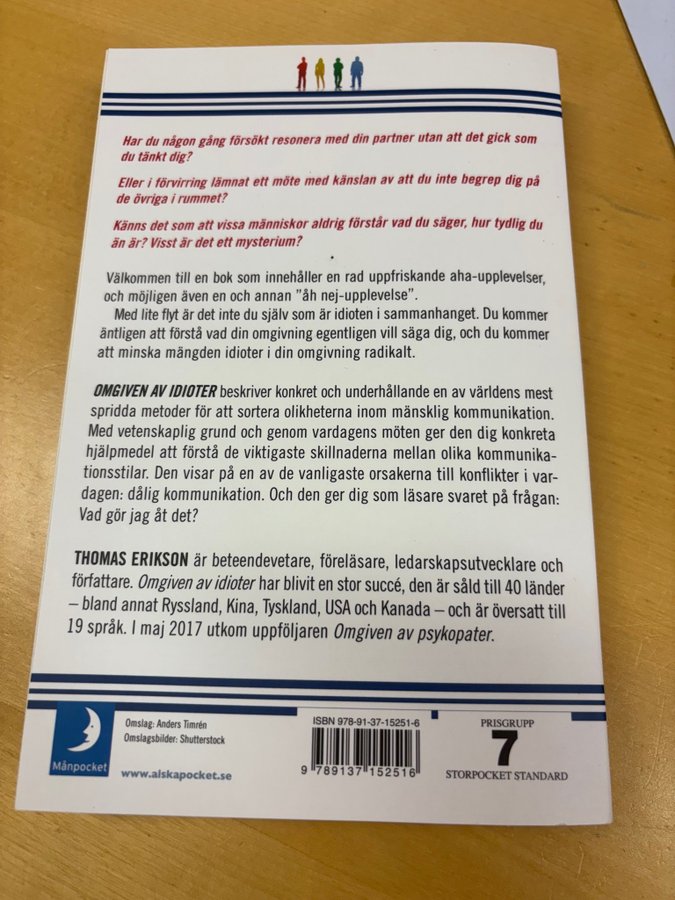 Har du någon gång försökt resonera med din partner utan att det gick som
du tänkt dig?
Eller i förvirring lämnat ett möte med känslan av att du inte begrep dig på
de övriga i rummet?
Känns det som att vissa människor aldrig förstår vad du säger, hur tydlig du
än är? Visst är det ett mysterium?
Välkommen till en bok som innehåller en rad uppfriskande aha-upplevelser,
och möjligen även en och annan ”åh nej-upplevelse”.
Med lite flyt är det inte du själv som är idioten i sammanhanget. Du kommer
äntligen att förstå vad din omgivning egentligen vill säga dig, och du kommer
att minska mängden idioter i din omgivning radikalt.
OMGIVEN AV IDIOTER beskriver konkret och underhållande en av världens mest
spridda metoder för att sortera olikheterna inom mänsklig kommunikation.
Med vetenskaplig grund och genom vardagens möten ger den dig konkreta
hjälpmedel att förstå de viktigaste skillnaderna mellan olika kommunika-
tionsstilar. Den visar på en av de vanligaste orsakerna till konflikter i var-
dagen: dålig kommunikation. Och den ger dig som läsare svaret på frågan:
Vad gör jag åt det?
THOMAS ERIKSON är beteendevetare, föreläsare, ledarskapsutvecklare och
författare. Omgiven av idioter har blivit en stor succé, den är såld till 40 länder
– bland annat Ryssland, Kina, Tyskland, USA och Kanada – och är översatt till
19 språk. I maj 2017 utkom uppföljaren Omgiven av psykopater.
Månpocket
Omslag: Anders Timrén
Omslagsbilder: Shutterstock
www.alskapocket.se
ISBN 978-91-37-15251-6
9 789137 152516
PRISGRUPP
7
STORPOCKET STANDARD